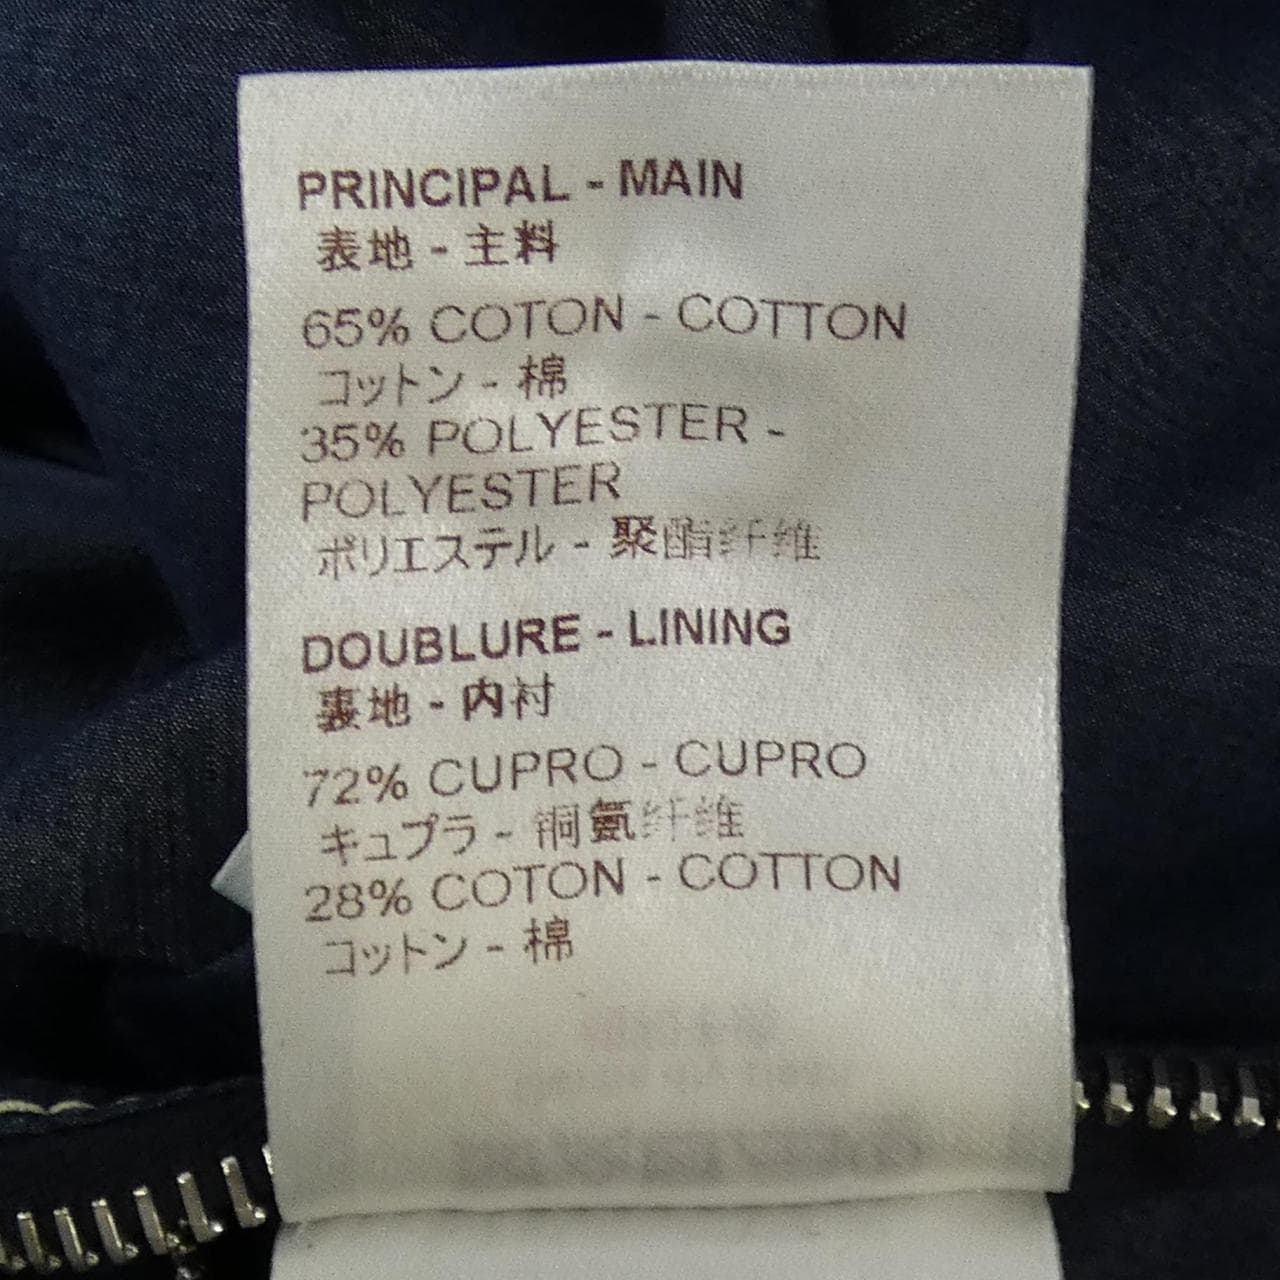 PRINCIPAL - MAIN
表地 - 主料
65% COTON - COTTON
コットン - 棉
35% POLYESTER -
POLYESTER
ポリエステル - 聚酯纤维
DOUBLURE - LINING
裏地 - 内衬
72% CUPRO - CUPRO
キュプラ - 铜氨纤维
28% COTON - COTTON
コットン - 棉